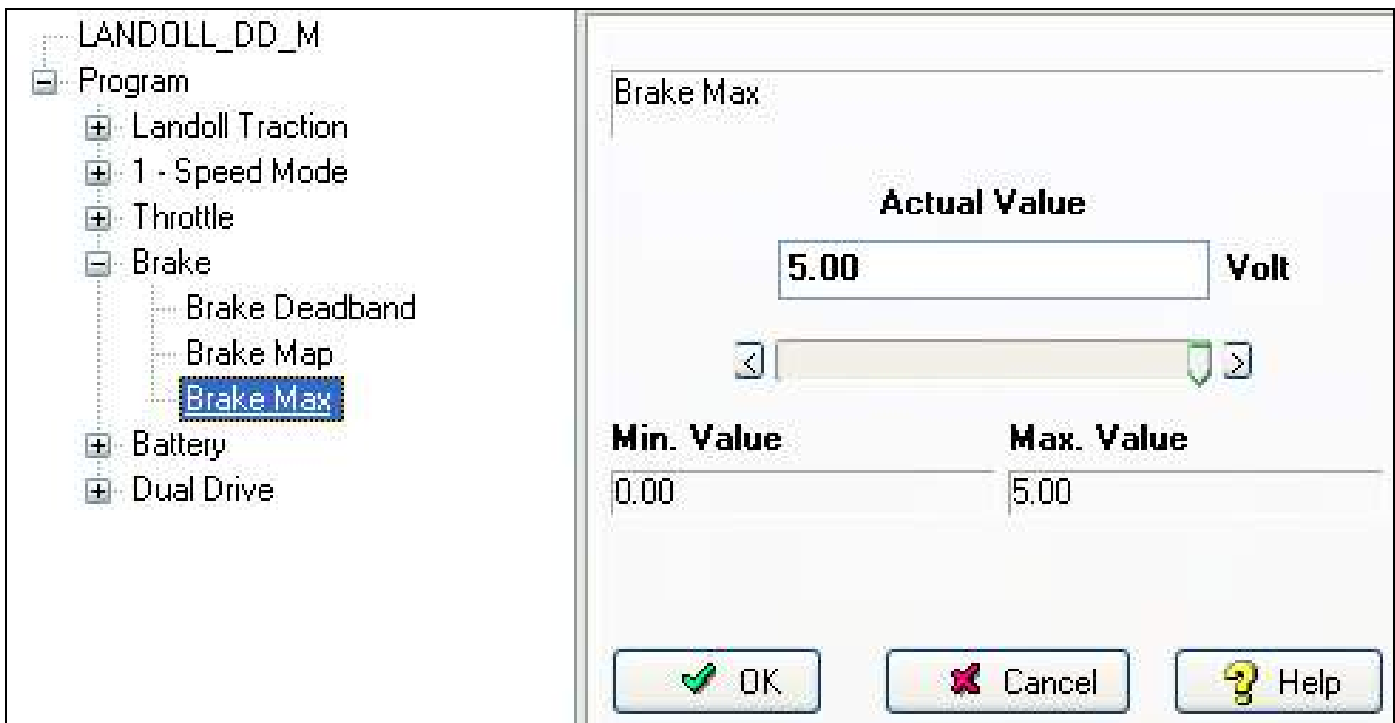 LANDOLL_DD_M
Program
Landoll Traction
1 - Speed Mode
Throttle
Brake
Brake Deadband
Brake Map
Brake Max
Battery
Dual Drive
Brake Max
Actual Value
5.00 Volt
Min. Value Max. Value
0.00 5.00
OK Cancel Help